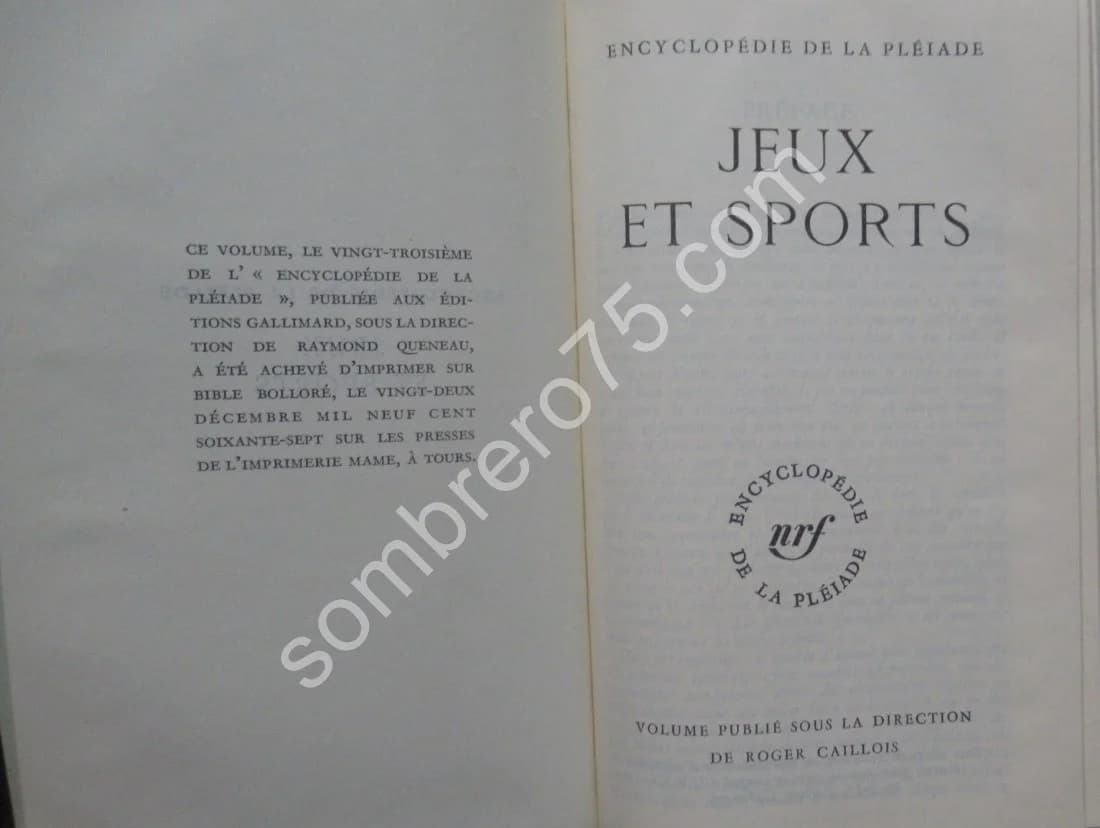 CE VOLUME, LE VINGT-TROISIÈME
DE L' « ENCYCLOPÉDIE DE LA
PLÉIADE », PUBLIÉE AUX ÉDI-
TIONS GALLIMARD, SOUS LA DIREC-
TION DE RAYMOND QUENEAU,
A ÉTÉ ACHEVÉ D'IMPRIMER SUR
BIBLE BOLLORÉ, LE VINGT-DEUX
DÉCEMBRE MIL NEUF CENT
SOIXANTE-SEPT SUR LES PRESSES
DE L'IMPRIMERIE MAME, À TOURS.
ENCYCLOPÉDIE DE LA PLÉIADE
JEUX
ET SPORTS
ENCYCLOPÉDIE
nrf
DE LA PLÉIADE
VOLUME PUBLIÉ SOUS LA DIRECTION
DE ROGER CAILLOIS
sombrero75.com